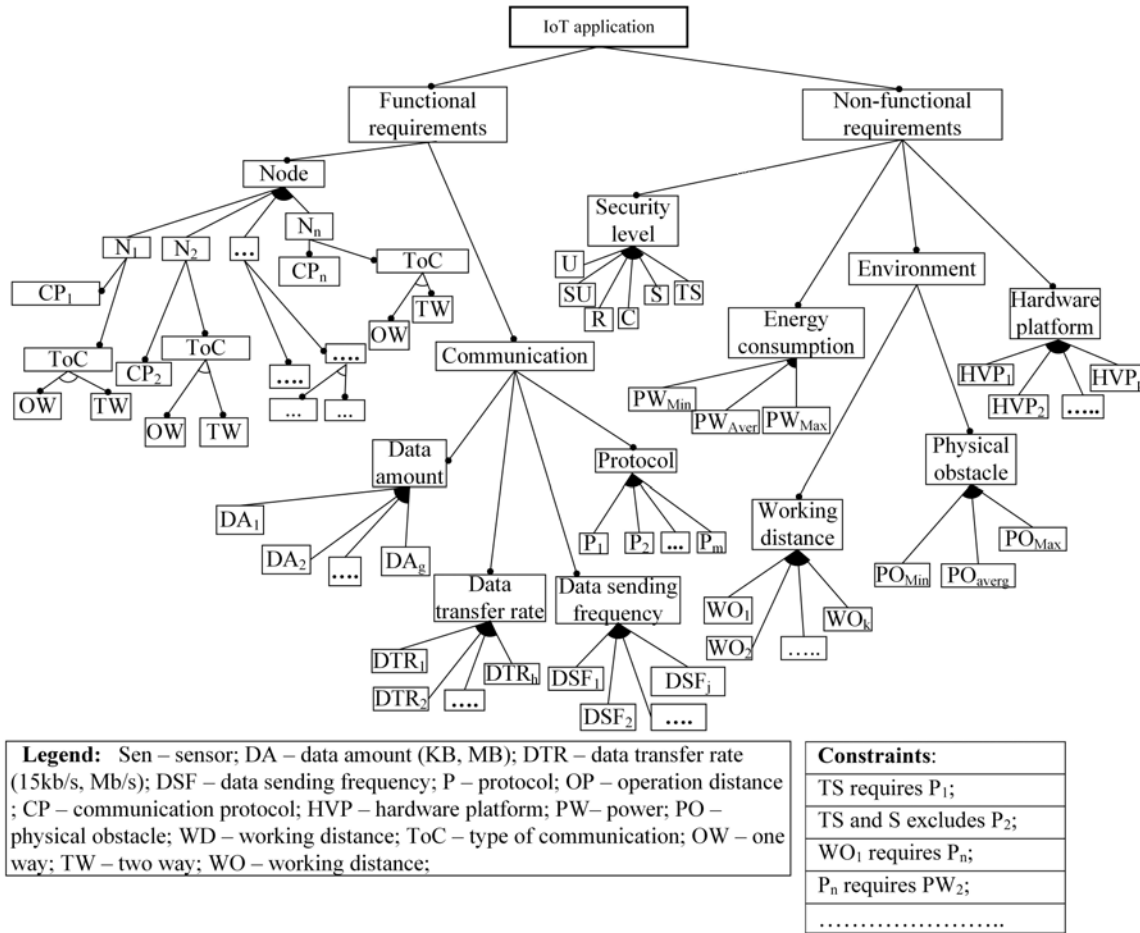 IoT application
Functional
requirements
Non-functional
requirements
Node
N1
N2
...
Nn
CP1
ToC
OW
TW
CP2
ToC
OW
TW
....
....
...
...
CPn
ToC
OW
TW
Communication
Data
amount
DA1
DA2
....
DAg
Data
transfer rate
DTR1
DTR2
....
DTRh
Data sending
frequency
DSF1
DSF2
....
DSFj
Protocol
P1
P2
...
Pm
Security
level
U
SU
R
C
S
TS
Energy
consumption
PWMin
PWAver
PWMax
Environment
Working
distance
WO1
WO2
.....
WOk
Physical
obstacle
POMin
POaverg
POMax
Hardware
platform
HVP1
HVP2
.....
Legend: Sen – sensor; DA – data amount (KB, MB); DTR – data transfer rate
(15kb/s, Mb/s); DSF – data sending frequency; P – protocol; OP – operation distance
; CP – communication protocol; HVP – hardware platform; PW– power; PO –
physical obstacle; WD – working distance; ToC – type of communication; OW – one
way; TW – two way; WO – working distance;
Constraints:
TS requires P1;
TS and S excludes P2;
WO1 requires Pn;
Pn requires PW2;
........................